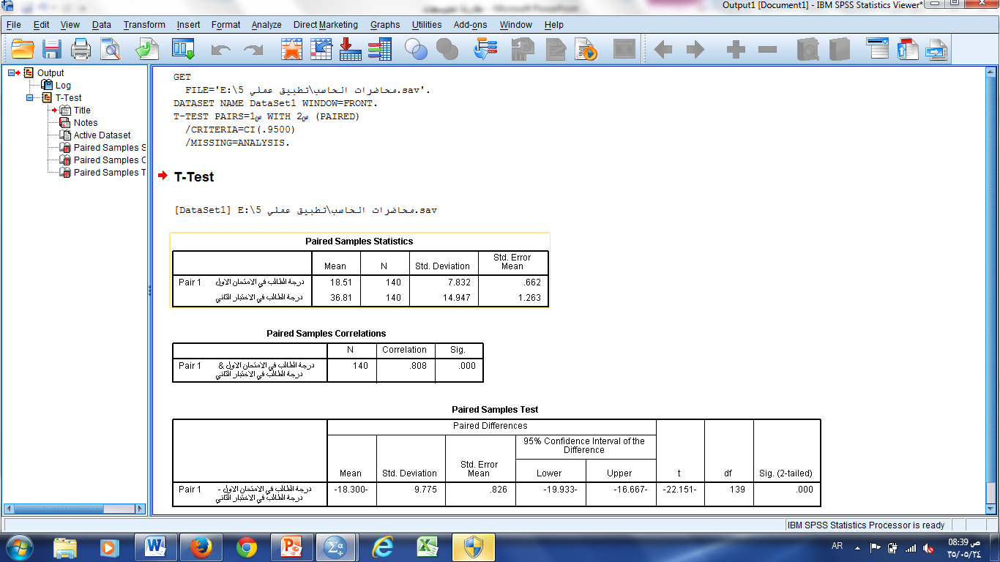 Output1 [Document1] - IBM SPSS Statistics Viewer*
File Edit View Data Transform Insert Format Analyze Direct Marketing Graphs Utilities Add-ons Window Help
Output
Log
T-Test
Title
Notes
Active Dataset
Paired Samples S
Paired Samples C
Paired Samples T
GET
FILE='E:\5 محاضرات الحاسب\تطبيق عملي.sav'.
DATASET NAME DataSet1 WINDOW=FRONT.
T-TEST PAIRS=س1 WITH س2 (PAIRED)
/CRITERIA=CI(.9500)
/MISSING=ANALYSIS.
T-Test
[DataSet1] E:\5 محاضرات الحاسب\تطبيق عملي.sav
Paired Samples Statistics
Mean N Std. Deviation Std. Error Mean
Pair 1 درجة الطالب في الامتحان الاول 18.51 140 7.832 .662
درجة الطالب في الاختبار الثاني 36.81 140 14.947 1.263
Paired Samples Correlations
N Correlation Sig.
Pair 1 درجة الطالب في الامتحان الاول & 140 .808 .000
درجة الطالب في الاختبار الثاني
Paired Samples Test
Paired Differences
95% Confidence Interval of the
Difference
Mean Std. Deviation Std. Error Mean Lower Upper t df Sig. (2-tailed)
Pair 1 درجة الطالب في الامتحان الاول - -18.300- 9.775 .826 -19.933- -16.667- -22.151- 139 .000
درجة الطالب في الاختبار الثاني
IBM SPSS Statistics Processor is ready
AR
08:39 ص
٣٥/٠٥/٢٤